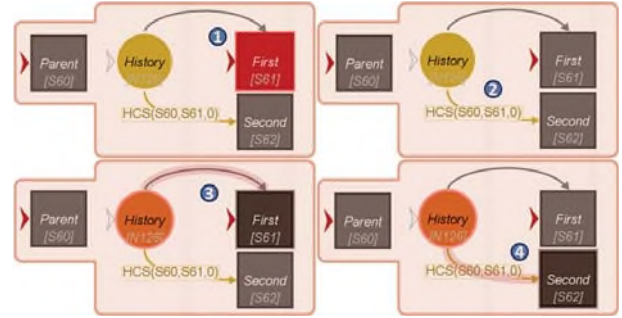 1
Parent
[S60]
History
[N126]
First
[S61]
HCS(S60,S61,0)
Second
[S62]
Parent
[S60]
History
[N126]
First
[S61]
2
HCS(S60,S61,0)
Second
[S62]
3
Parent
[S60]
History
[N126]
First
[S61]
HCS(S60,S61,0)
Second
[S62]
Parent
[S60]
History
[N126]
First
[S61]
4
HCS(S60,S61,0)
Second
[S62]